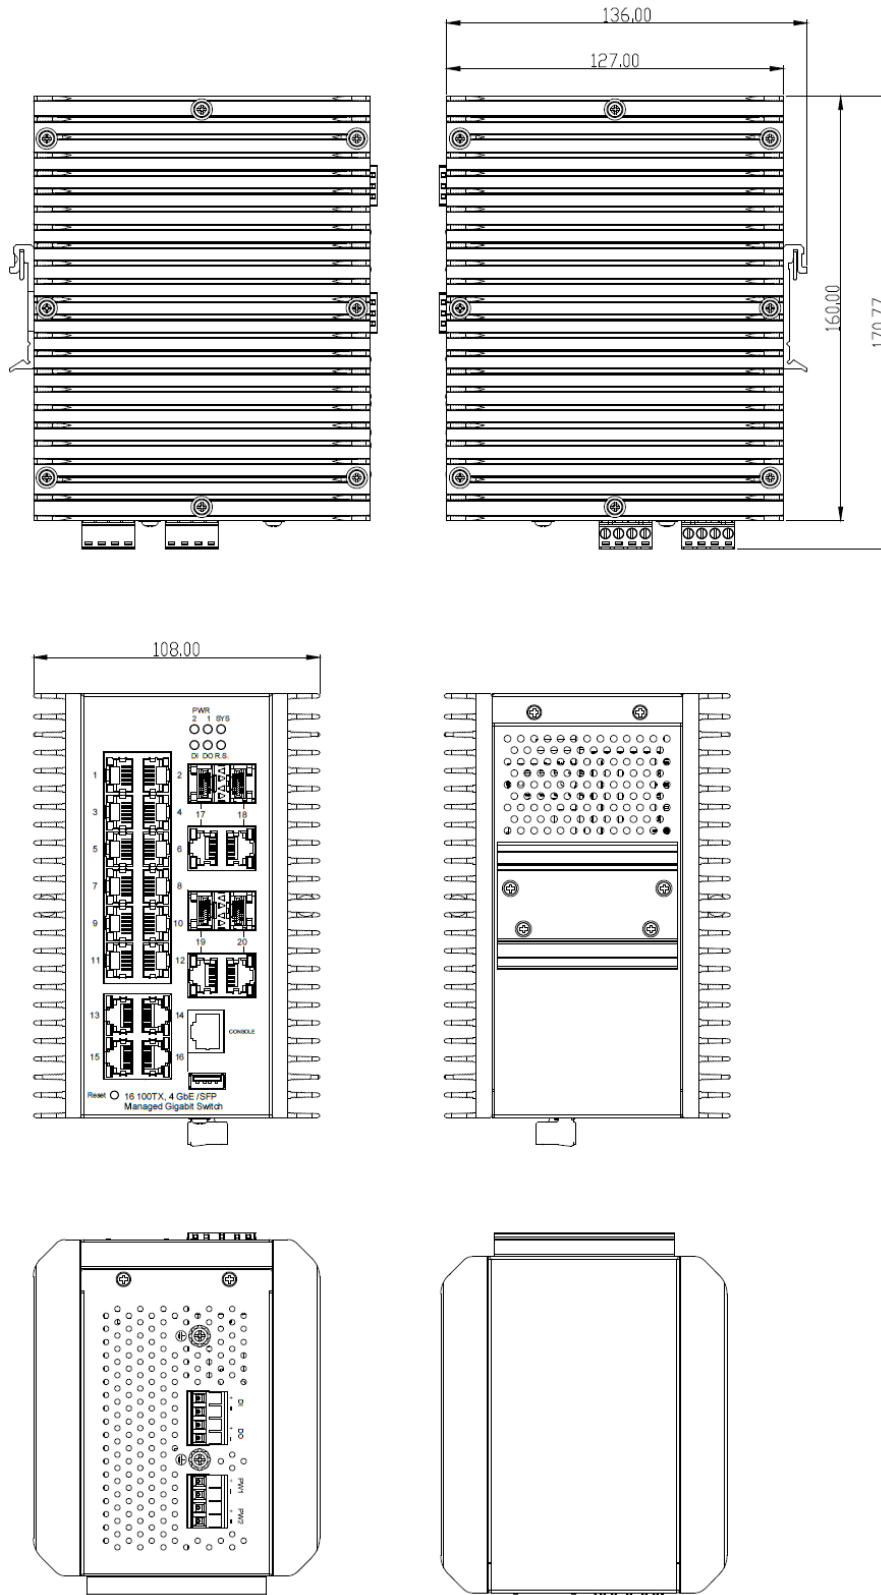 136.00
127.00
160.00
170.77
108.00
PWR
2 1 SYS
DI DO R.S.
1 2
17 18
3 4
5 6
7 8
9 10
19 20
11 12
13 14
CONSOLE
15 16
Reset 16 100TX, 4 GbE /SFP
Managed Gigabit Switch
DI
DO
PW1
PW2